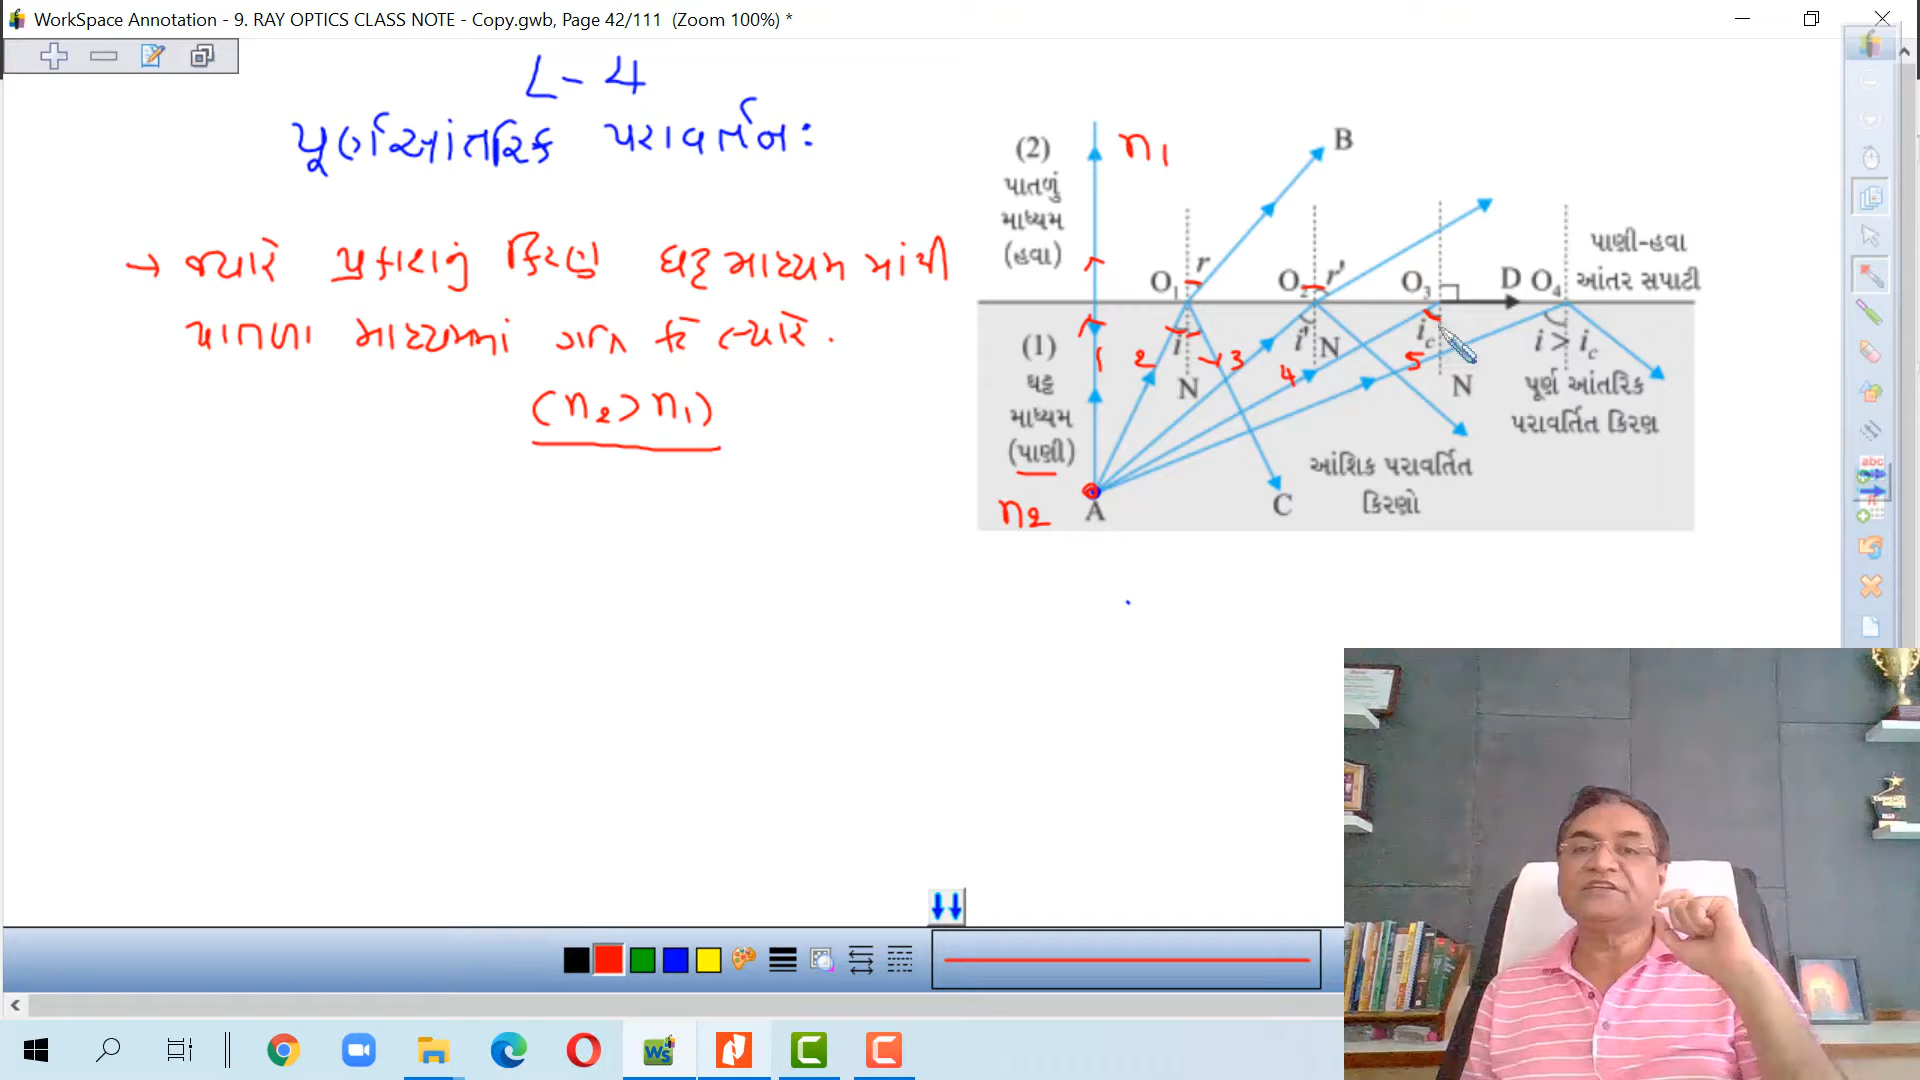 WorkSpace Annotation - 9. RAY OPTICS CLASS NOTE - Copy.gwb, Page 42/111 (Zoom 100%) *
L - 4
પૂર્ણઆંતરિક પરાવર્તન :
→ જ્યારે પ્રકાશનું કિરણ ઘટ્ટ માધ્યમ માંથી
પાતળા માધ્યમમાં ગતિ કરે ત્યારે.
(n₂ > n₁)
(2)
પાતળું
માધ્યમ
(હવા)
n₁
B
r
r'
O₁
O₂
O₃
D
O₄
પાણી-હવા
આંતર સપાટી
(1)
ઘટ્ટ
માધ્યમ
(પાણી)
n₂
A
1
2
i
3
N
i'
N
4
i_c
5
N
i > i_c
પૂર્ણ આંતરિક
પરાવર્તિત કિરણ
આંશિક પરાવર્તિત
કિરણો
C
abc